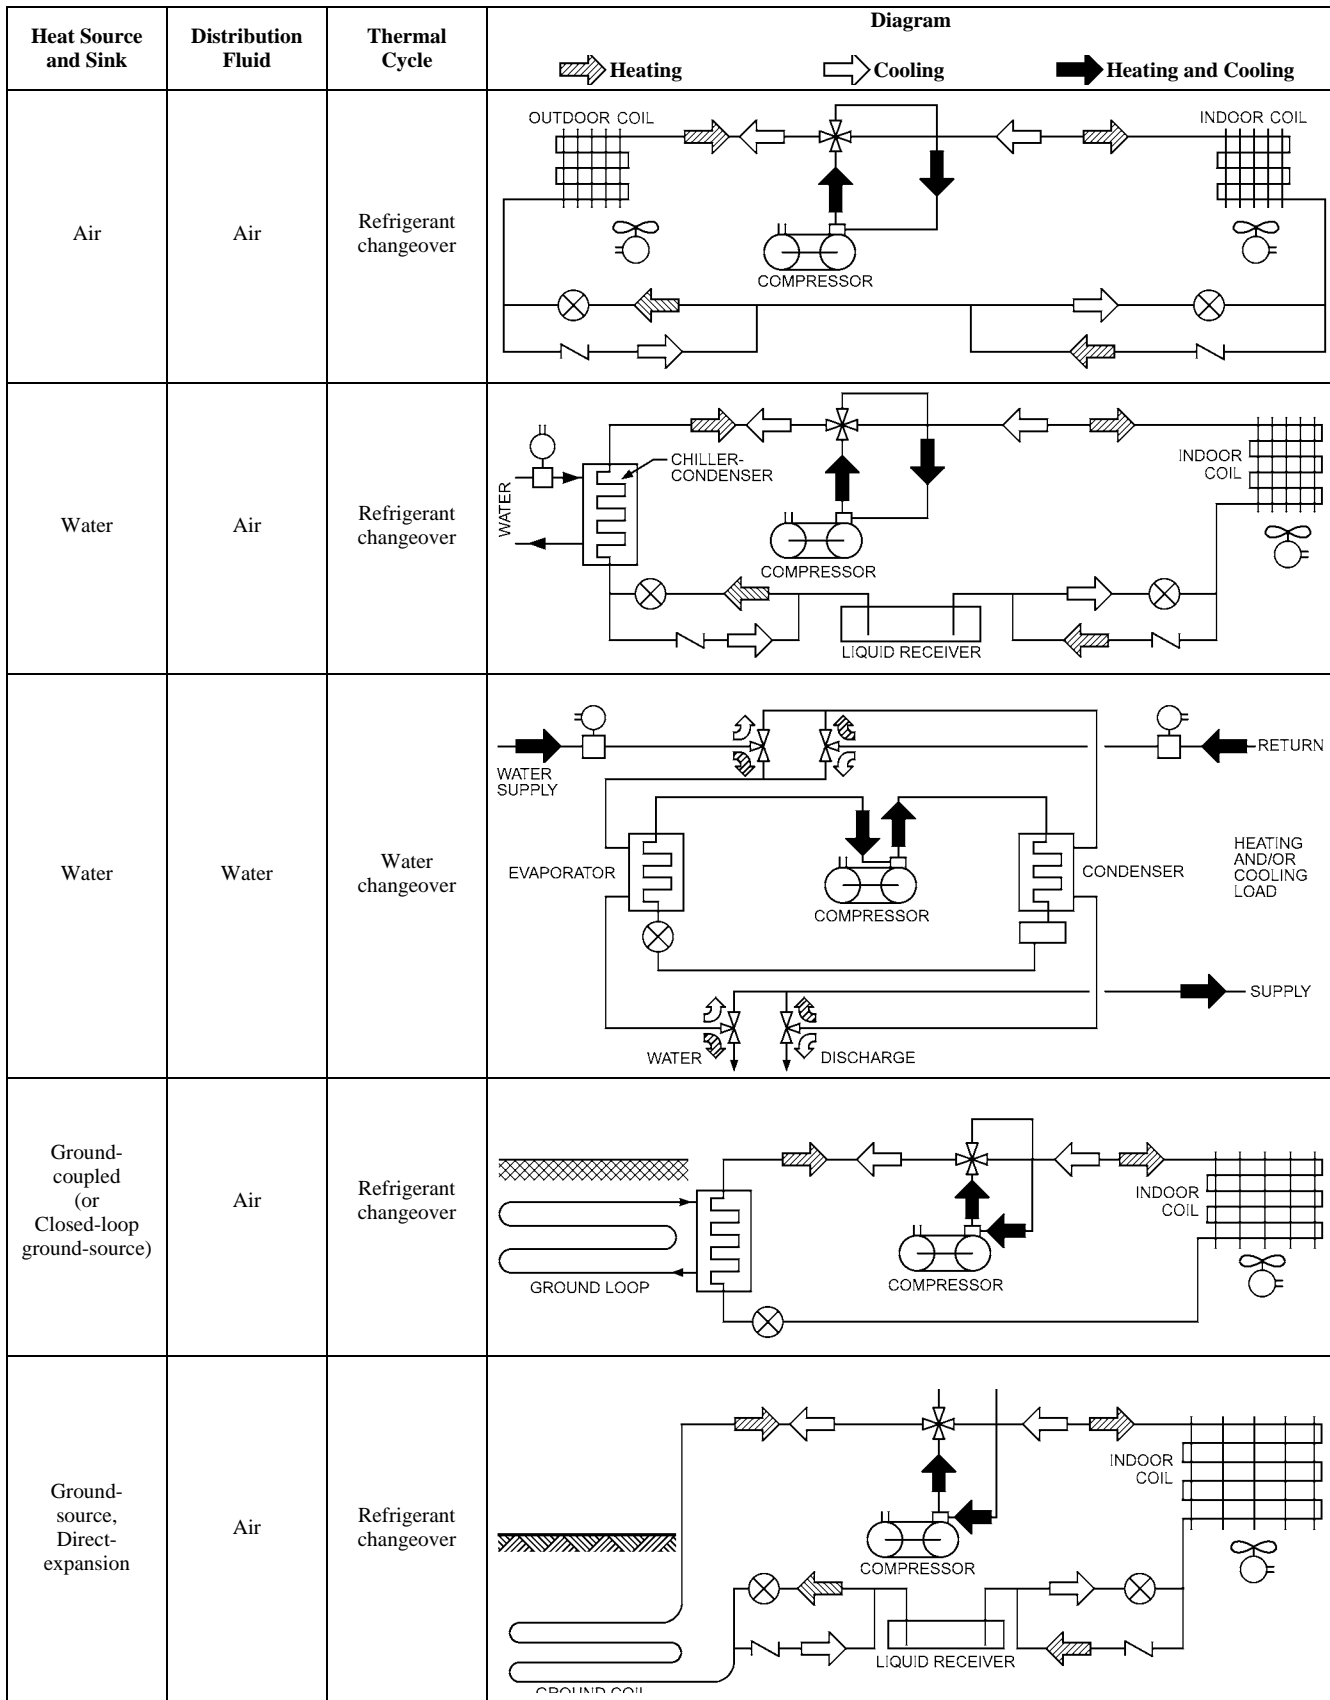 Heat Source
and Sink
Distribution
Fluid
Thermal
Cycle
Diagram
Heating
Cooling
Heating and Cooling
Air
Air
Refrigerant
changeover
OUTDOOR COIL
INDOOR COIL
COMPRESSOR
Water
Air
Refrigerant
changeover
WATER
CHILLER-
CONDENSER
INDOOR
COIL
COMPRESSOR
LIQUID RECEIVER
Water
Water
Water
changeover
WATER
SUPPLY
RETURN
EVAPORATOR
COMPRESSOR
CONDENSER
HEATING
AND/OR
COOLING
LOAD
SUPPLY
WATER
DISCHARGE
Ground-
coupled
(or
Closed-loop
ground-source)
Air
Refrigerant
changeover
GROUND LOOP
COMPRESSOR
INDOOR
COIL
Ground-
source,
Direct-
expansion
Air
Refrigerant
changeover
INDOOR
COIL
COMPRESSOR
LIQUID RECEIVER
GROUND COIL